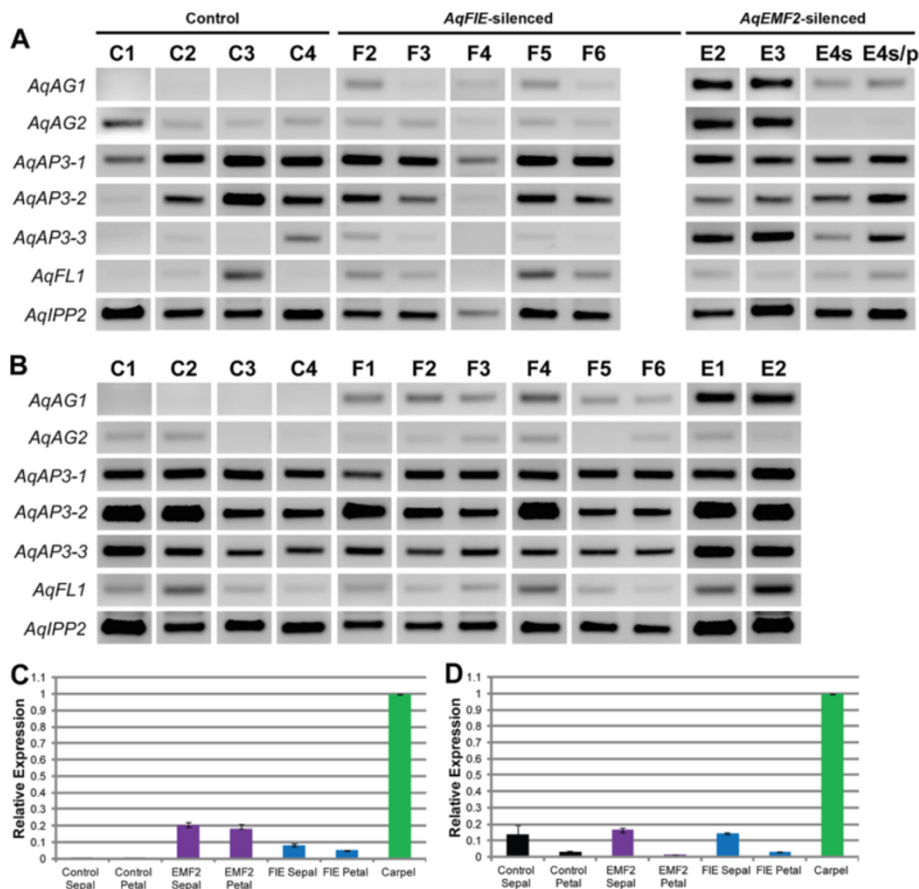 Control AqFIE-silenced AqEMF2-silenced
A C1 C2 C3 C4 F2 F3 F4 F5 F6 E2 E3 E4s E4s/p
AqAG1
AqAG2
AqAP3-1
AqAP3-2
AqAP3-3
AqFL1
AqIPP2
B C1 C2 C3 C4 F1 F2 F3 F4 F5 F6 E1 E2
AqAG1
AqAG2
AqAP3-1
AqAP3-2
AqAP3-3
AqFL1
AqIPP2
C
Relative Expression
1.1
1
0.9
0.8
0.7
0.6
0.5
0.4
0.3
0.2
0.1
0
Control Sepal
Control Petal
EMF2 Sepal
EMF2 Petal
FIE Sepal
FIE Petal
Carpel
D
Relative Expression
1.1
1
0.9
0.8
0.7
0.6
0.5
0.4
0.3
0.2
0.1
0
Control Sepal
Control Petal
EMF2 Sepal
EMF2 Petal
FIE Sepal
FIE Petal
Carpel